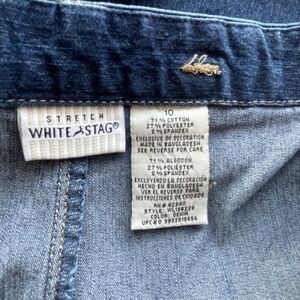 STRETCH
WHITE STAG®
10
71% COTTON
27% POLYESTER
2% SPANDEX
EXCLUSIVE OF DECORATION
MADE IN BANGLADESH
SEE REVERSE FOR CARE
71% ALGODON
27% POLIESTER
2% SPANDEX
EXCLUYENDO DECORACION
HECHO EN BANGLADESH
VER EL REVERSO PARA
INSTRUCCIONES DE CUIDADO
COLOR: DENIM